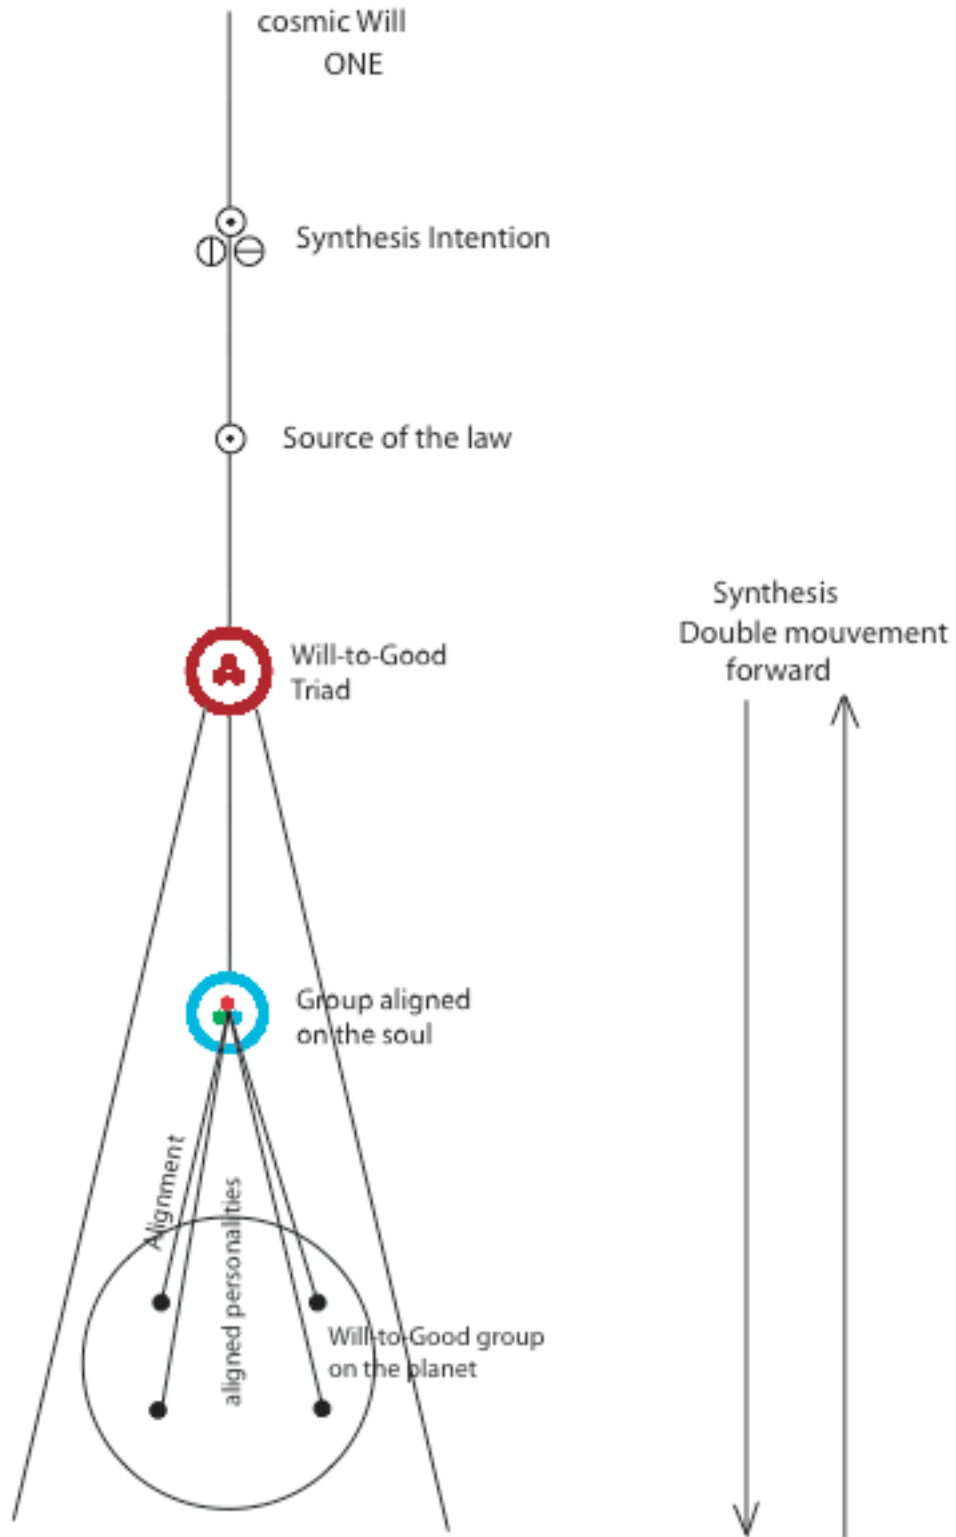 cosmic Will
ONE
Synthesis Intention
Source of the law
Synthesis
Double mouvement
forward
Will-to-Good
Triad
Group aligned
on the soul
Alignment
aligned personalities
Will-to-Good group
on the planet